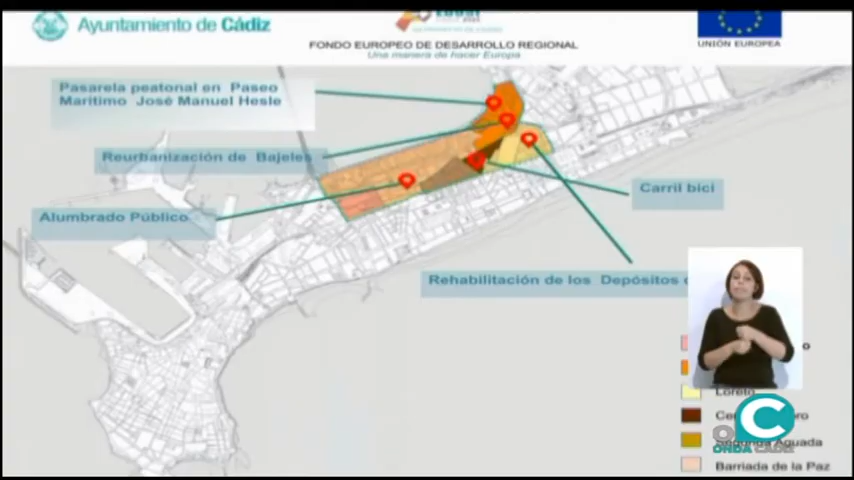 Ayuntamiento de Cádiz
FONDO EUROPEO DE DESARROLLO REGIONAL
Una manera de hacer Europa
UNIÓN EUROPEA
Pasarela peatonal en Paseo
Marítimo José Manuel Hesle
Reurbanización de Bajeles
Alumbrado Público
Carril bici
Rehabilitación de los Depósitos
Loreto
Segunda Aguada
Barriada de la Paz
ONDA CADIZ